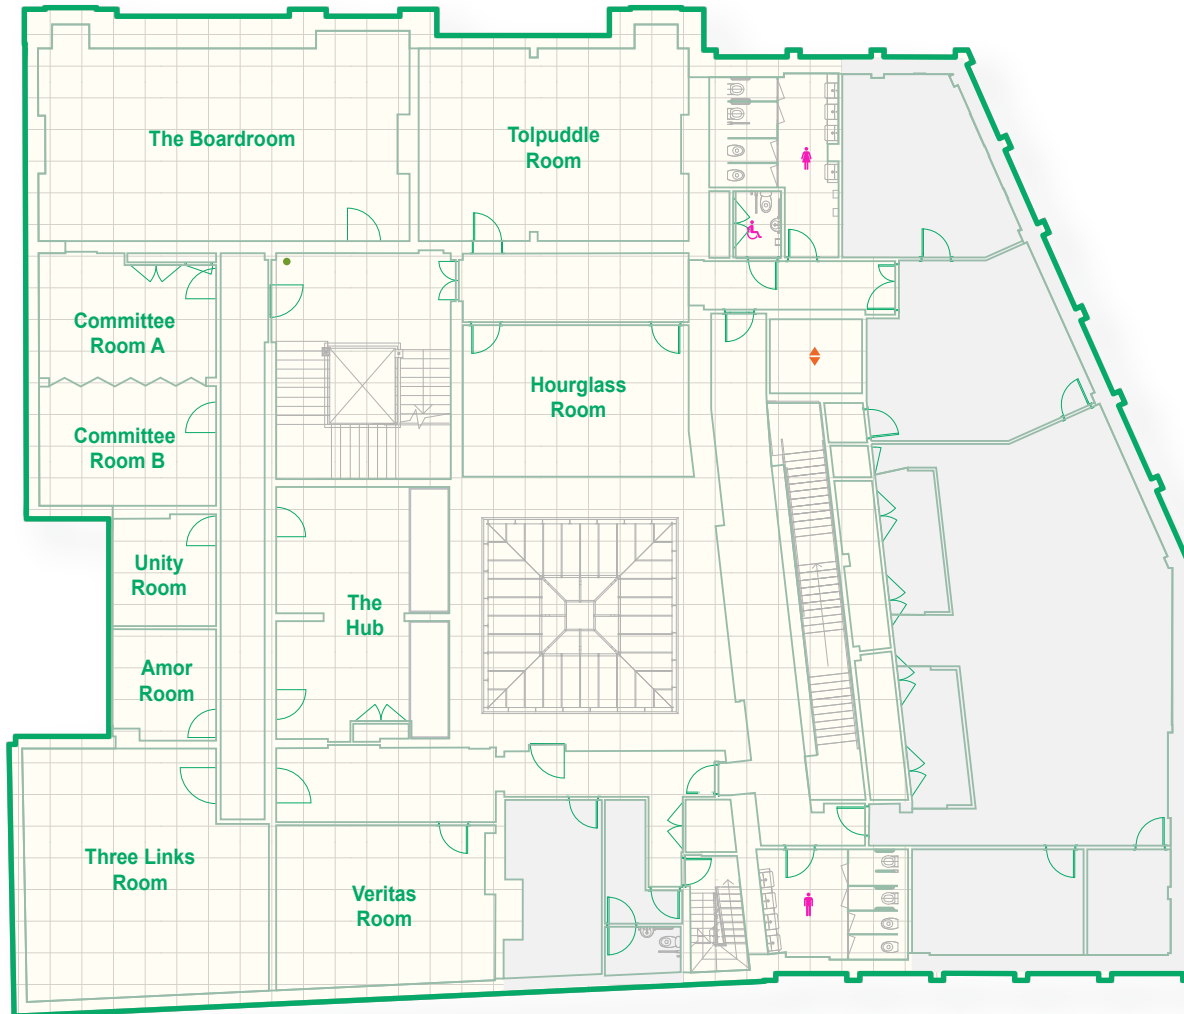 The Boardroom
Tolpuddle
Room
Committee
Room A
Hourglass
Room
Committee
Room B
Unity
Room
The
Hub
Amor
Room
Three Links
Room
Veritas
Room